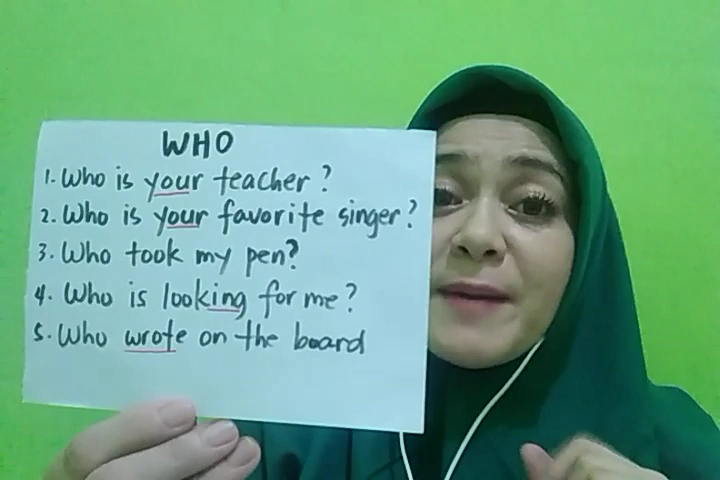 WHO
1. Who is your teacher?
2. Who is your favorite singer?
3. Who took my pen?
4. Who is looking for me?
5. Who wrote on the board